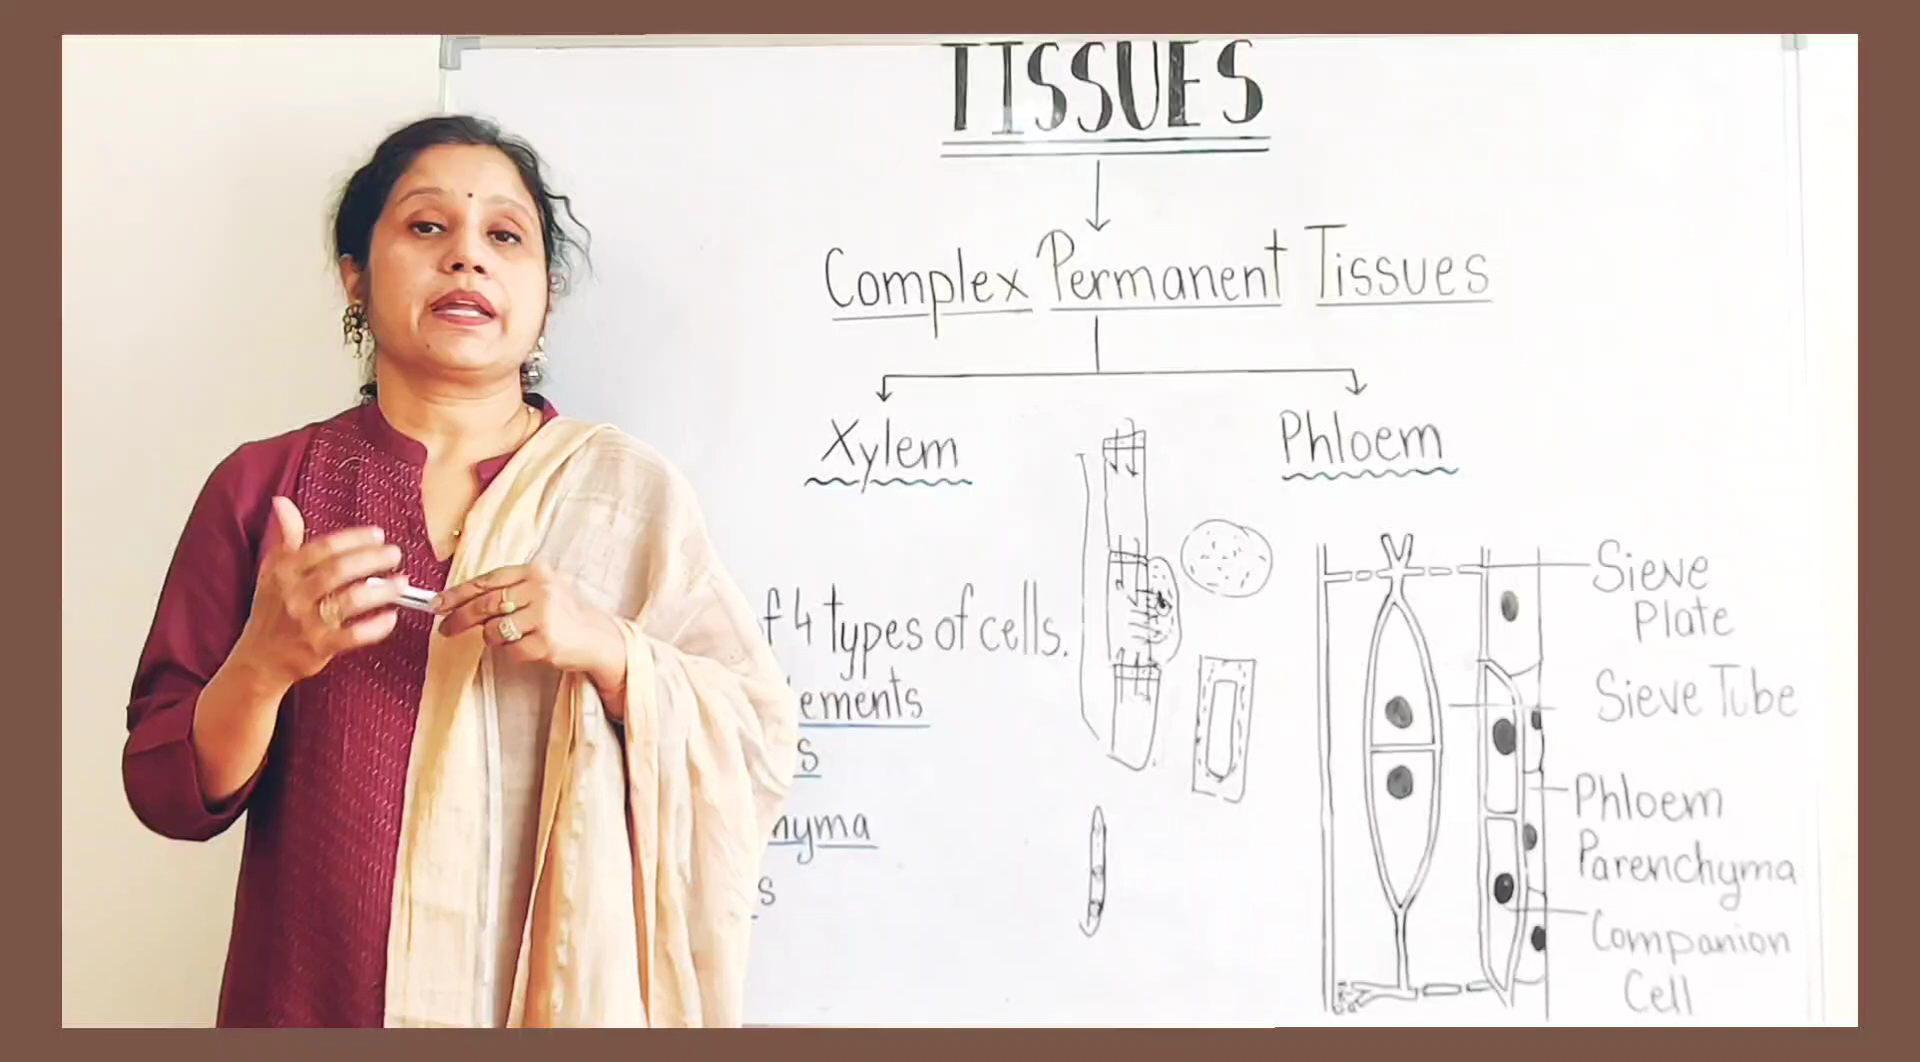 TISSUES
Complex Permanent Tissues
Xylem
Phloem
f 4 types of cells.
ements
s
hyma
s
Sieve
Plate
Sieve Tube
Phloem
Parenchyma
Companion
Cell